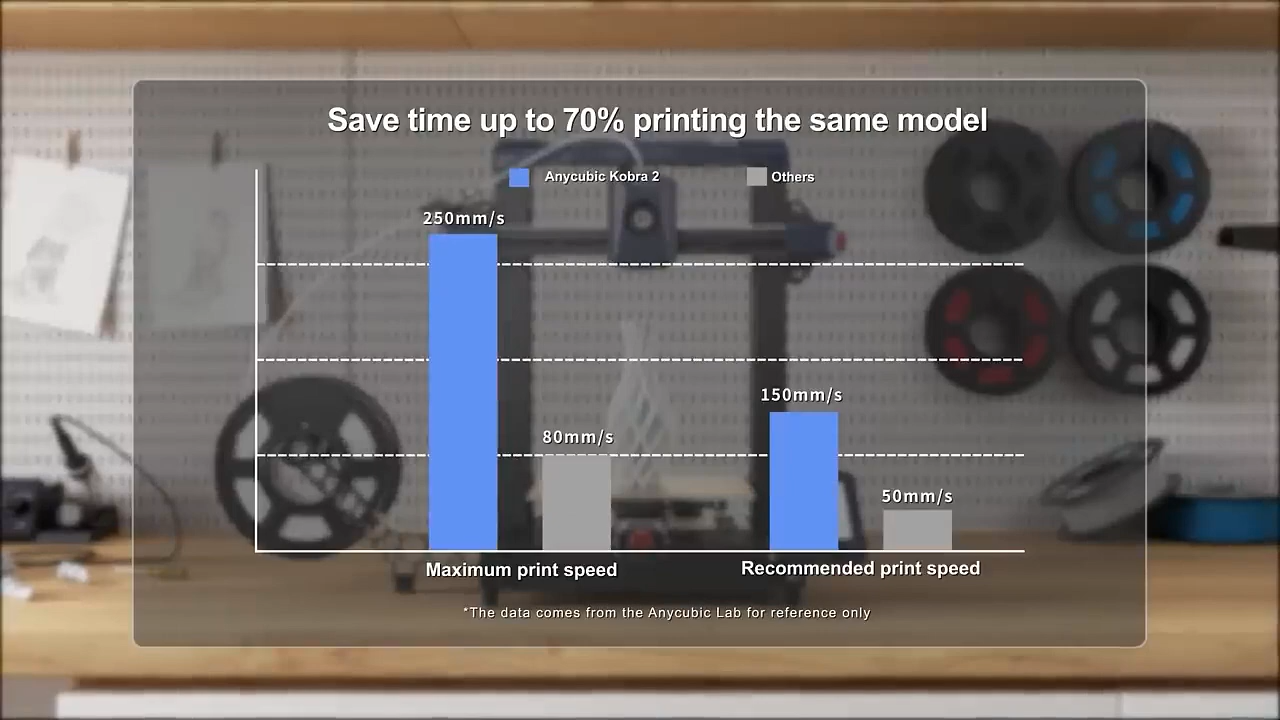 Save time up to 70% printing the same model
Anycubic Kobra 2
Others
250mm/s
80mm/s
150mm/s
50mm/s
Maximum print speed
Recommended print speed
*The data comes from the Anycubic Lab for reference only